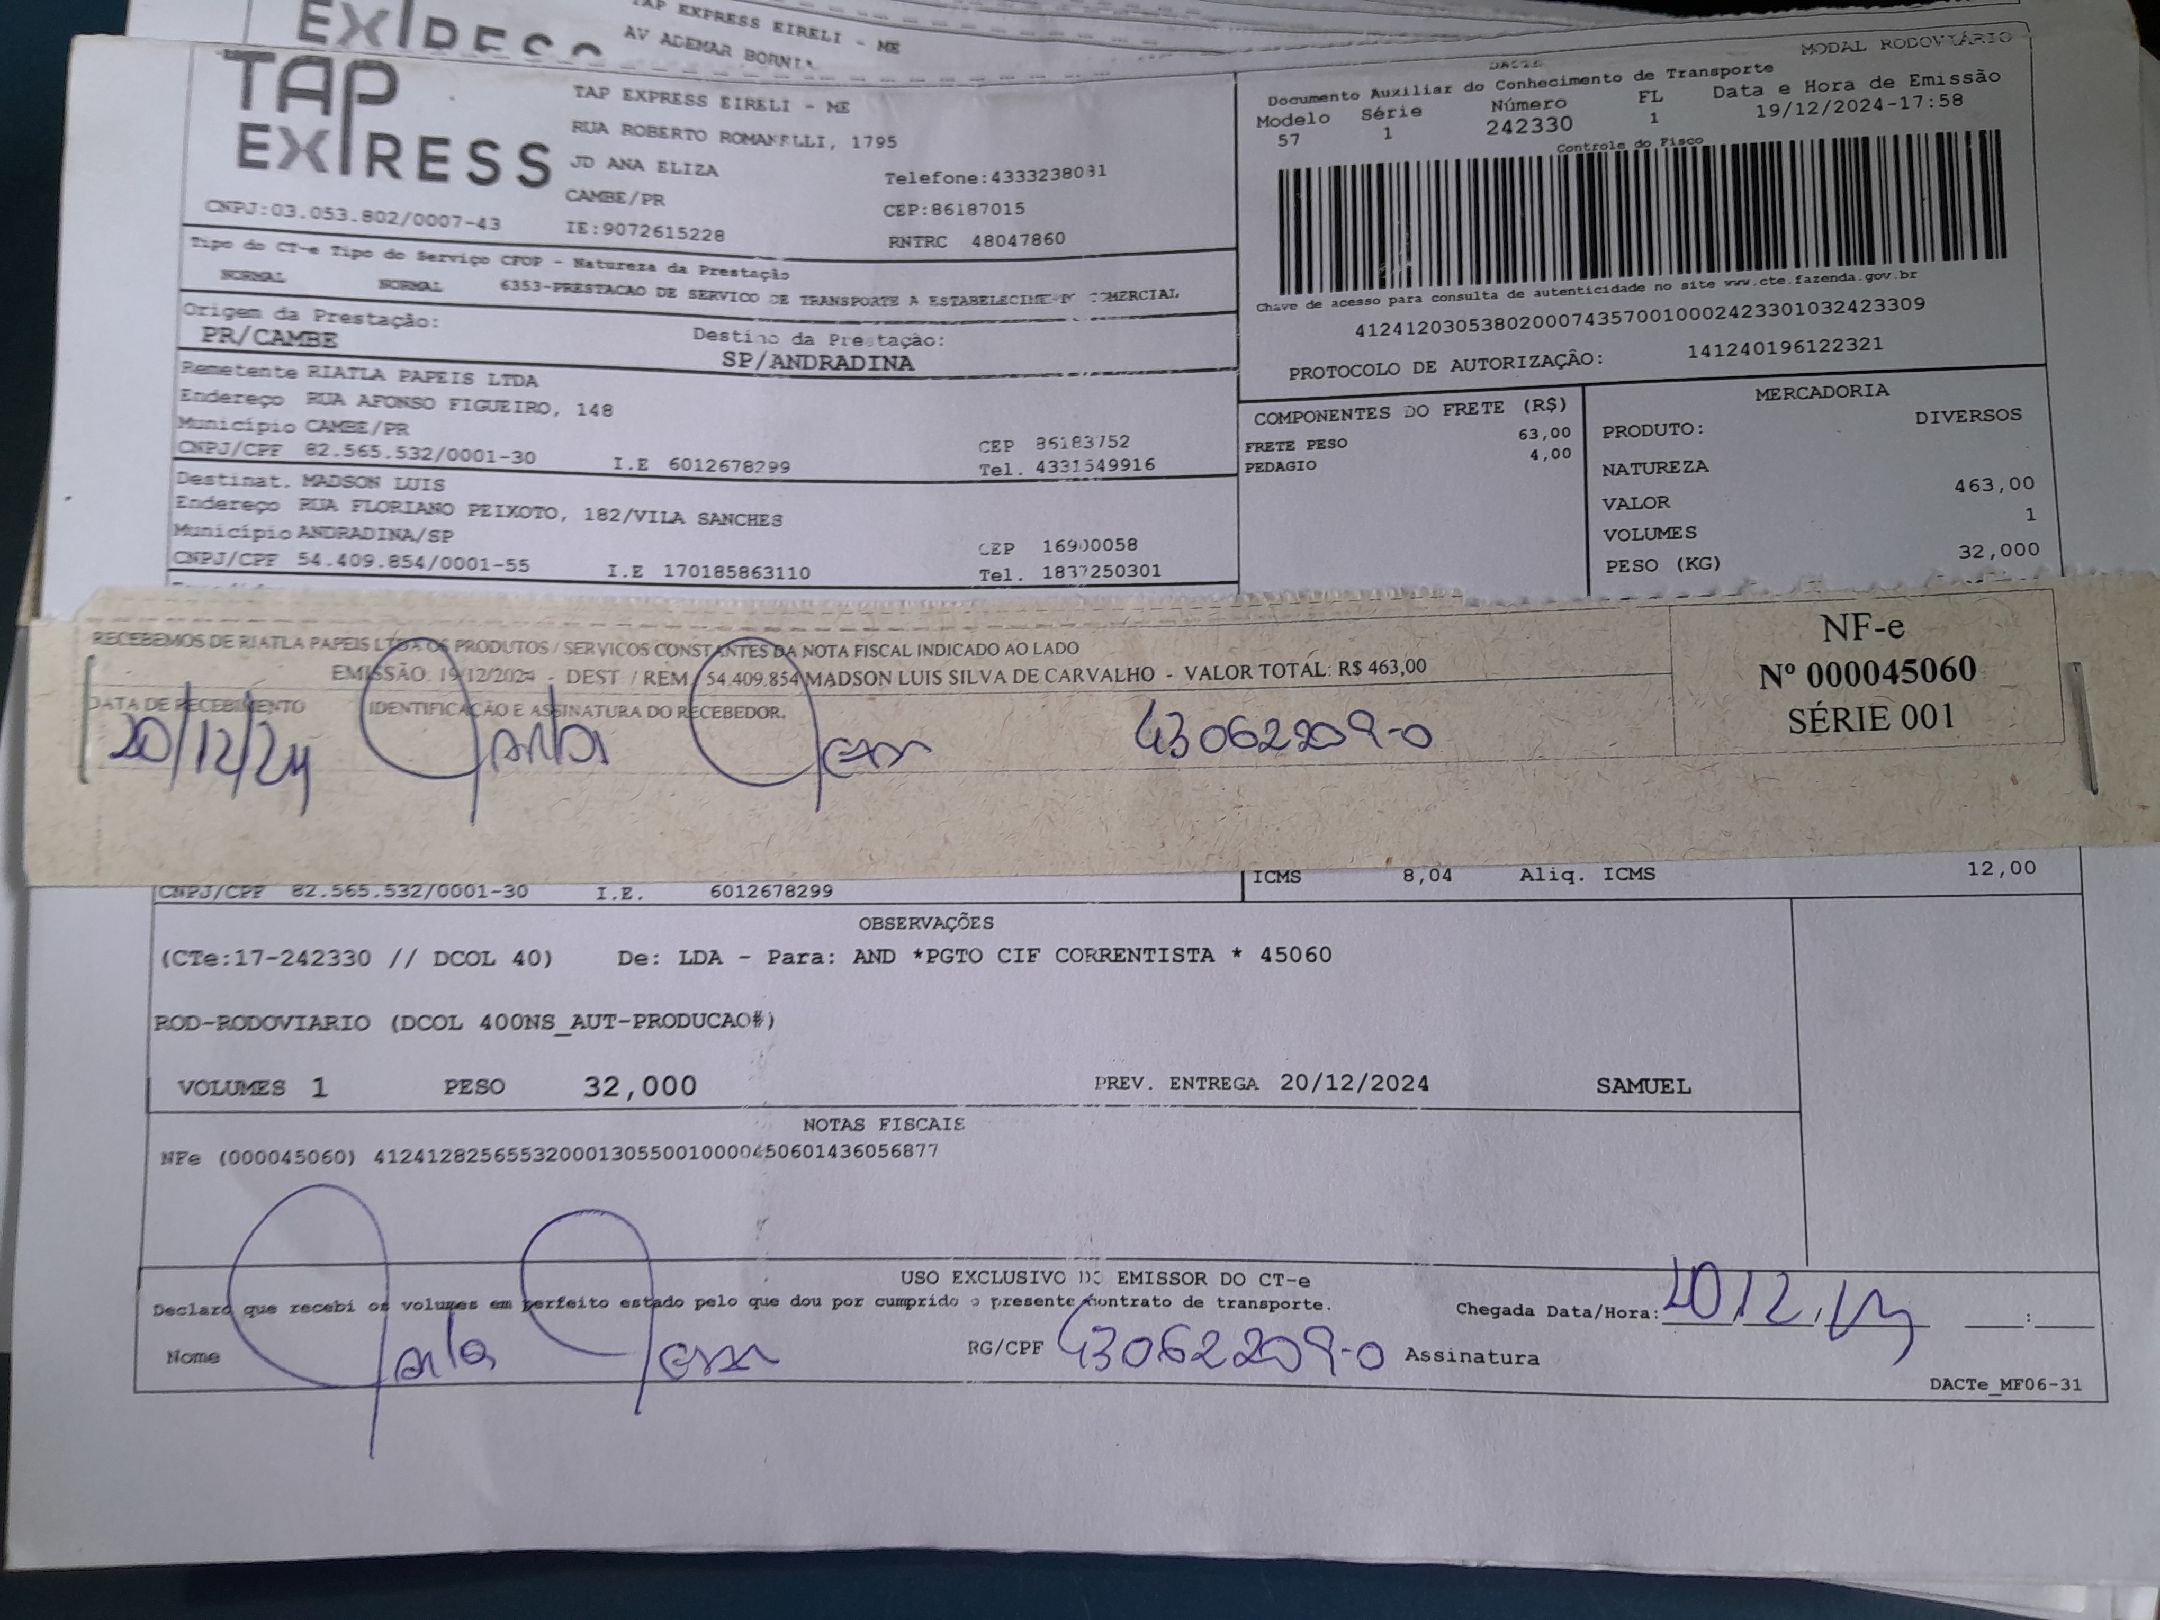 EXPRESS
TAP EXPRESS EIRELI - ME
AV ADEMAR
TAP EXPRESS
TAP EXPRESS EIRELI - ME
RUA ROBERTO ROMANELLI, 1795
JD ANA ELIZA
Telefone:4333238031
CAMBE/PR
CEP:86187015
CNPJ:03.053.802/0007-43
IE:9072615228
RNTRC 48047860
DACTE
MODAL RODOVIÁRIO
Documento Auxiliar do Conhecimento de Transporte
Modelo Série Número FL Data e Hora de Emissão
57 1 242330 1 19/12/2024-17:58
Controle do Fisco
Chave de acesso para consulta de autenticidade no site www.cte.fazenda.gov.br
41241203053802000743570010002423301032423309
PROTOCOLO DE AUTORIZAÇÃO: 141240196122321
Tipo do CT-e Tipo do Serviço CFOP - Natureza da Prestação
NORMAL NORMAL 6353-PRESTACAO DE SERVICO DE TRANSPORTE A ESTABELECIMENTO COMERCIAL
Origem da Prestação: Destino da Prestação:
PR/CAMBE SP/ANDRADINA
Remetente RIATLA PAPEIS LTDA
Endereço RUA AFONSO FIGUEIRO, 148
Município CAMBE/PR CEP 86183752
CNPJ/CPF 82.565.532/0001-30 I.E 6012678299 Tel. 4331549916
Destinat. MADSON LUIS
Endereço RUA FLORIANO PEIXOTO, 182/VILA SANCHES
Município ANDRADINA/SP CEP 16900058
CNPJ/CPF 54.409.854/0001-55 I.E 170185863110 Tel. 1837250301
COMPONENTES DO FRETE (R$)
FRETE PESO 63,00
PEDAGIO 4,00
MERCADORIA
PRODUTO: DIVERSOS
NATUREZA
VALOR 463,00
VOLUMES 1
PESO (KG) 32,000
RECEBEMOS DE RIATLA PAPEIS LTDA OS PRODUTOS / SERVICOS CONSTANTES DA NOTA FISCAL INDICADO AO LADO
EMISSÃO: 19/12/2024 - DEST / REM: 54.409.854 MADSON LUIS SILVA DE CARVALHO - VALOR TOTAL: R$ 463,00
DATA DE RECEBIMENTO IDENTIFICAÇÃO E ASSINATURA DO RECEBEDOR.
20/12/24 43062209-0
NF-e
Nº 000045060
SÉRIE 001
CNPJ/CPF 82.565.532/0001-30 I.E. 6012678299
ICMS 8,04 Aliq. ICMS 12,00
OBSERVAÇÕES
(CTe:17-242330 // DCOL 40) De: LDA - Para: AND *PGTO CIF CORRENTISTA * 45060
ROD-RODOVIARIO (DCOL 400NS_AUT-PRODUCAO#)
VOLUMES 1 PESO 32,000 PREV. ENTREGA 20/12/2024 SAMUEL
NOTAS FISCAIS
NFe (000045060) 41241282565532000130550010000450601436056877
USO EXCLUSIVO DO EMISSOR DO CT-e
Declaro que recebi os volumes em perfeito estado pelo que dou por cumprido o presente contrato de transporte.
Chegada Data/Hora: 20/12/24 :
Nome RG/CPF 43062209-0 Assinatura
DACTe_MF06-31